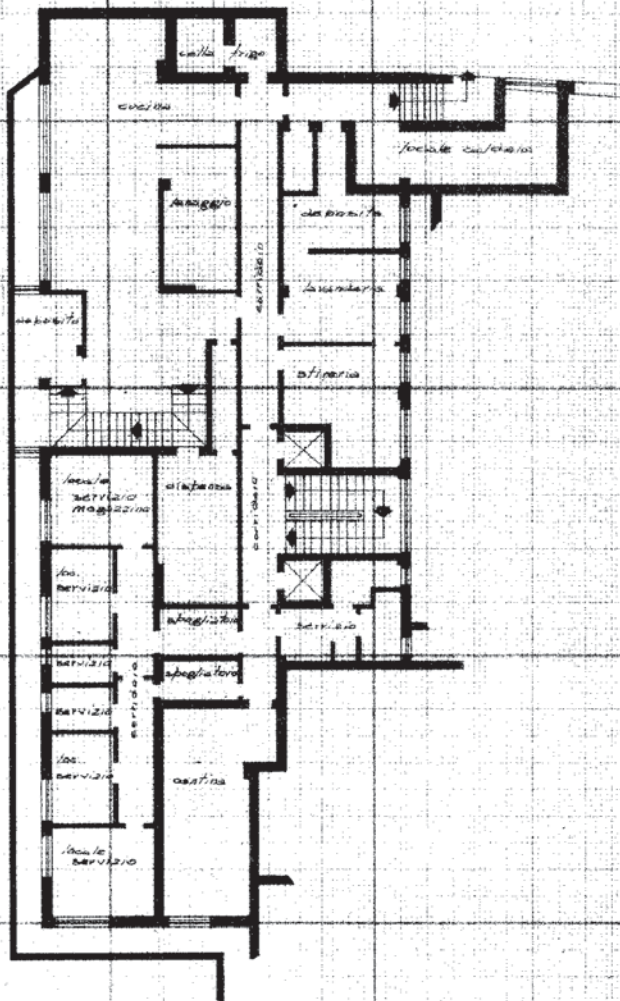 cella frigo
cucina
locale caldaia
lavaggio
deposito
corridoio
lavanderia
deposito
stireria
locale
servizio
magazzino
dispensa
corridoio
loc.
servizio
spogliatoio
servizio
servizio
spogliatoio
corridoio
servizio
loc.
servizio
cantina
locale
servizio